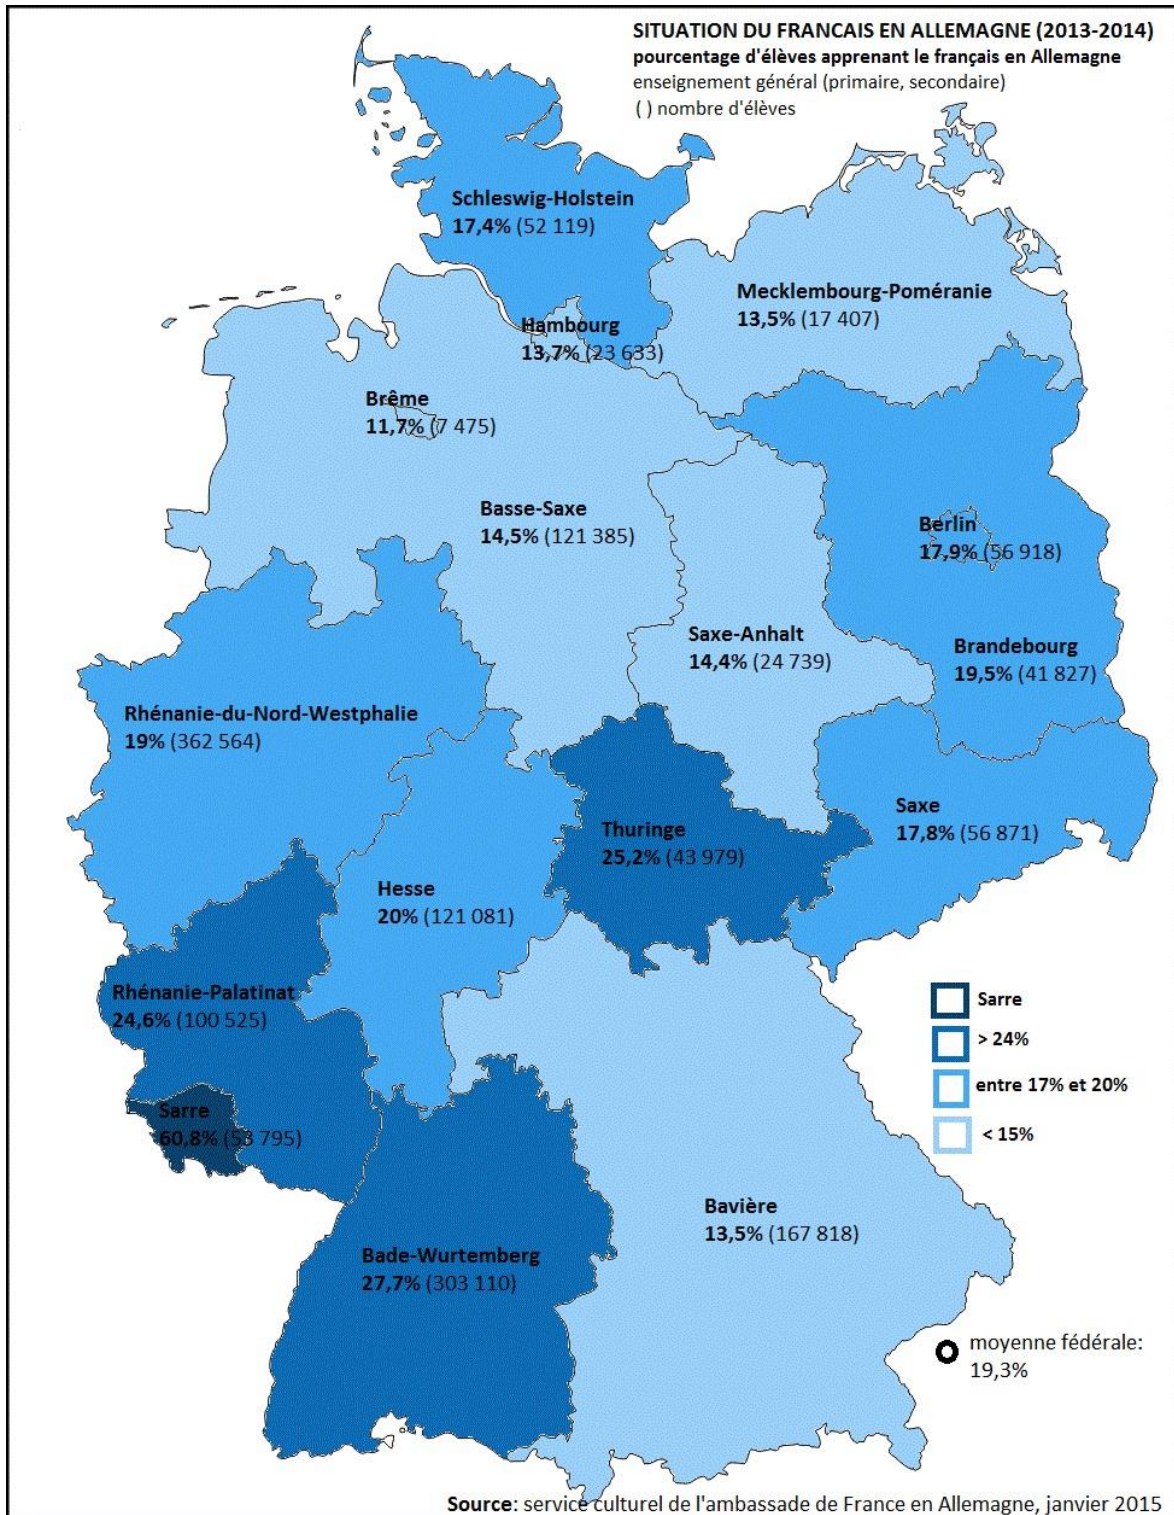 SITUATION DU FRANCAIS EN ALLEMAGNE (2013-2014)
pourcentage d'élèves apprenant le français en Allemagne
enseignement général (primaire, secondaire)
( ) nombre d'élèves
Schleswig-Holstein
17,4% (52 119)
Mecklembourg-Poméranie
13,5% (17 407)
Hambourg
13,7% (23 633)
Brême
11,7% (7 475)
Basse-Saxe
14,5% (121 385)
Berlin
17,9% (56 918)
Saxe-Anhalt
14,4% (24 739)
Brandebourg
19,5% (41 827)
Rhénanie-du-Nord-Westphalie
19% (362 564)
Saxe
17,8% (56 871)
Thuringe
25,2% (43 979)
Hesse
20% (121 081)
Rhénanie-Palatinat
24,6% (100 525)
Sarre
60,8% (53 795)
Bavière
13,5% (167 818)
Bade-Wurtemberg
27,7% (303 110)
Sarre
> 24%
entre 17% et 20%
< 15%
moyenne fédérale:
19,3%
Source: service culturel de l'ambassade de France en Allemagne, janvier 2015